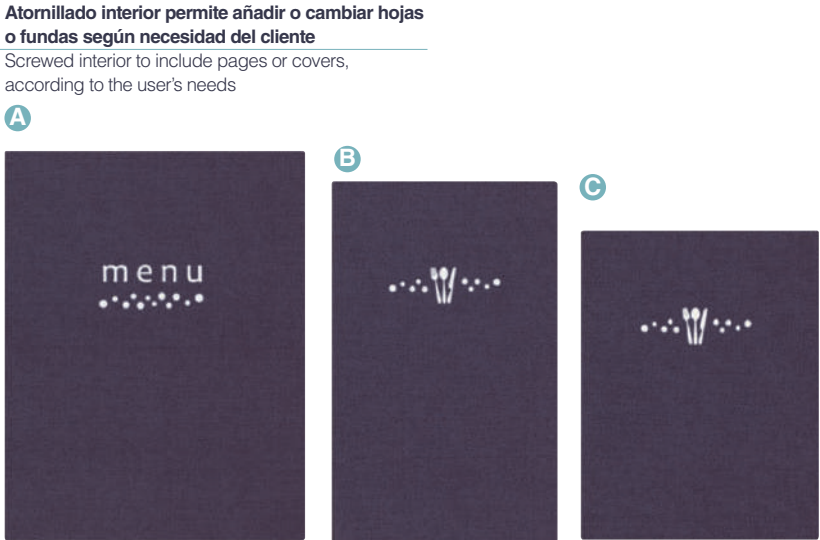 Atornillado interior permite añadir o cambiar hojas
o fundas según necesidad del cliente
Screwed interior to include pages or covers,
according to the user's needs
A
B
C
menu